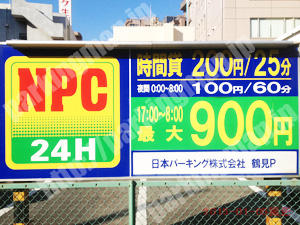 NPC
24H
時間貸 200円/25分
夜間 0:00~8:00 100円/60分
17:00~8:00
最大 900円
日本パーキング株式会社 鶴見P